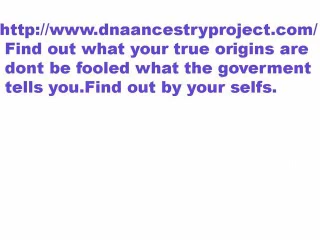 http://www.dnaancestryproject.com/
Find out what your true origins are
dont be fooled what the goverment
tells you.Find out by your selfs.